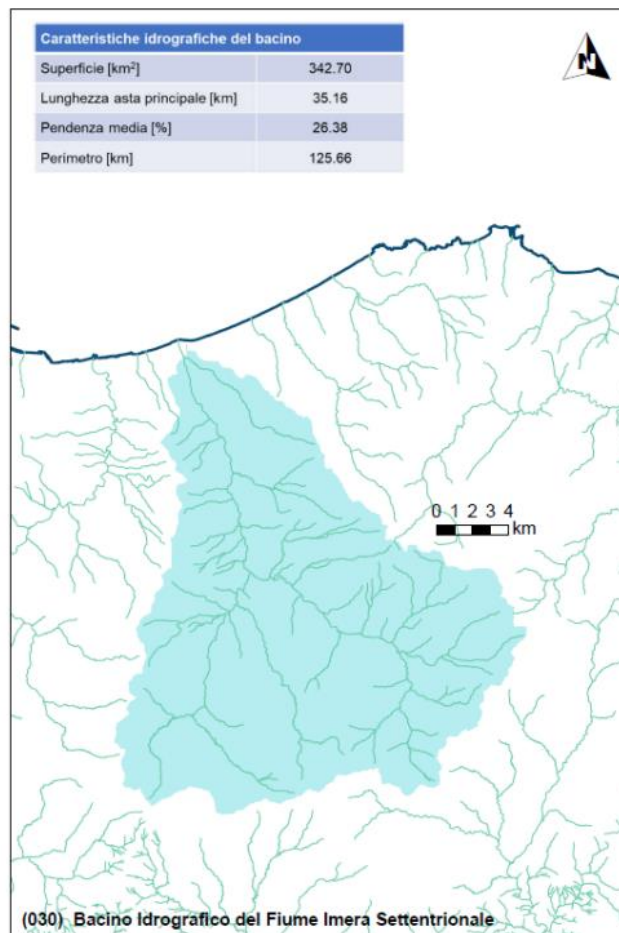 Caratteristiche idrografiche del bacino
Superficie [km²] 342.70
Lunghezza asta principale [km] 35.16
Pendenza media [%] 26.38
Perimetro [km] 125.66
N
0 1 2 3 4
km
(030) Bacino Idrografico del Fiume Imera Settentrionale